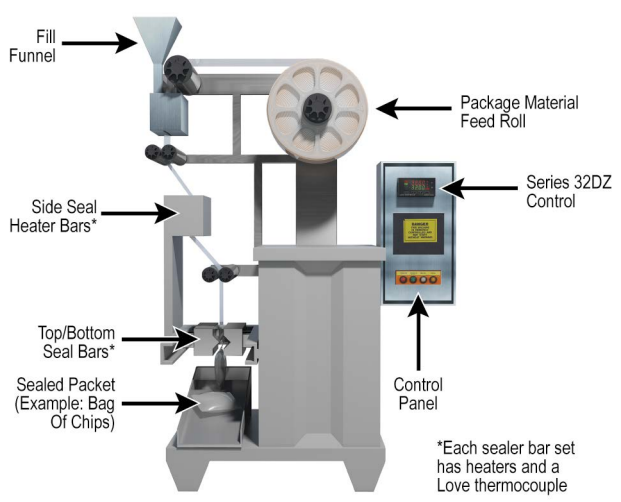 Fill
Funnel
Package Material
Feed Roll
Series 32DZ
Control
Side Seal
Heater Bars*
Top/Bottom
Seal Bars*
Sealed Packet
(Example: Bag
Of Chips)
Control
Panel
*Each sealer bar set
has heaters and a
Love thermocouple